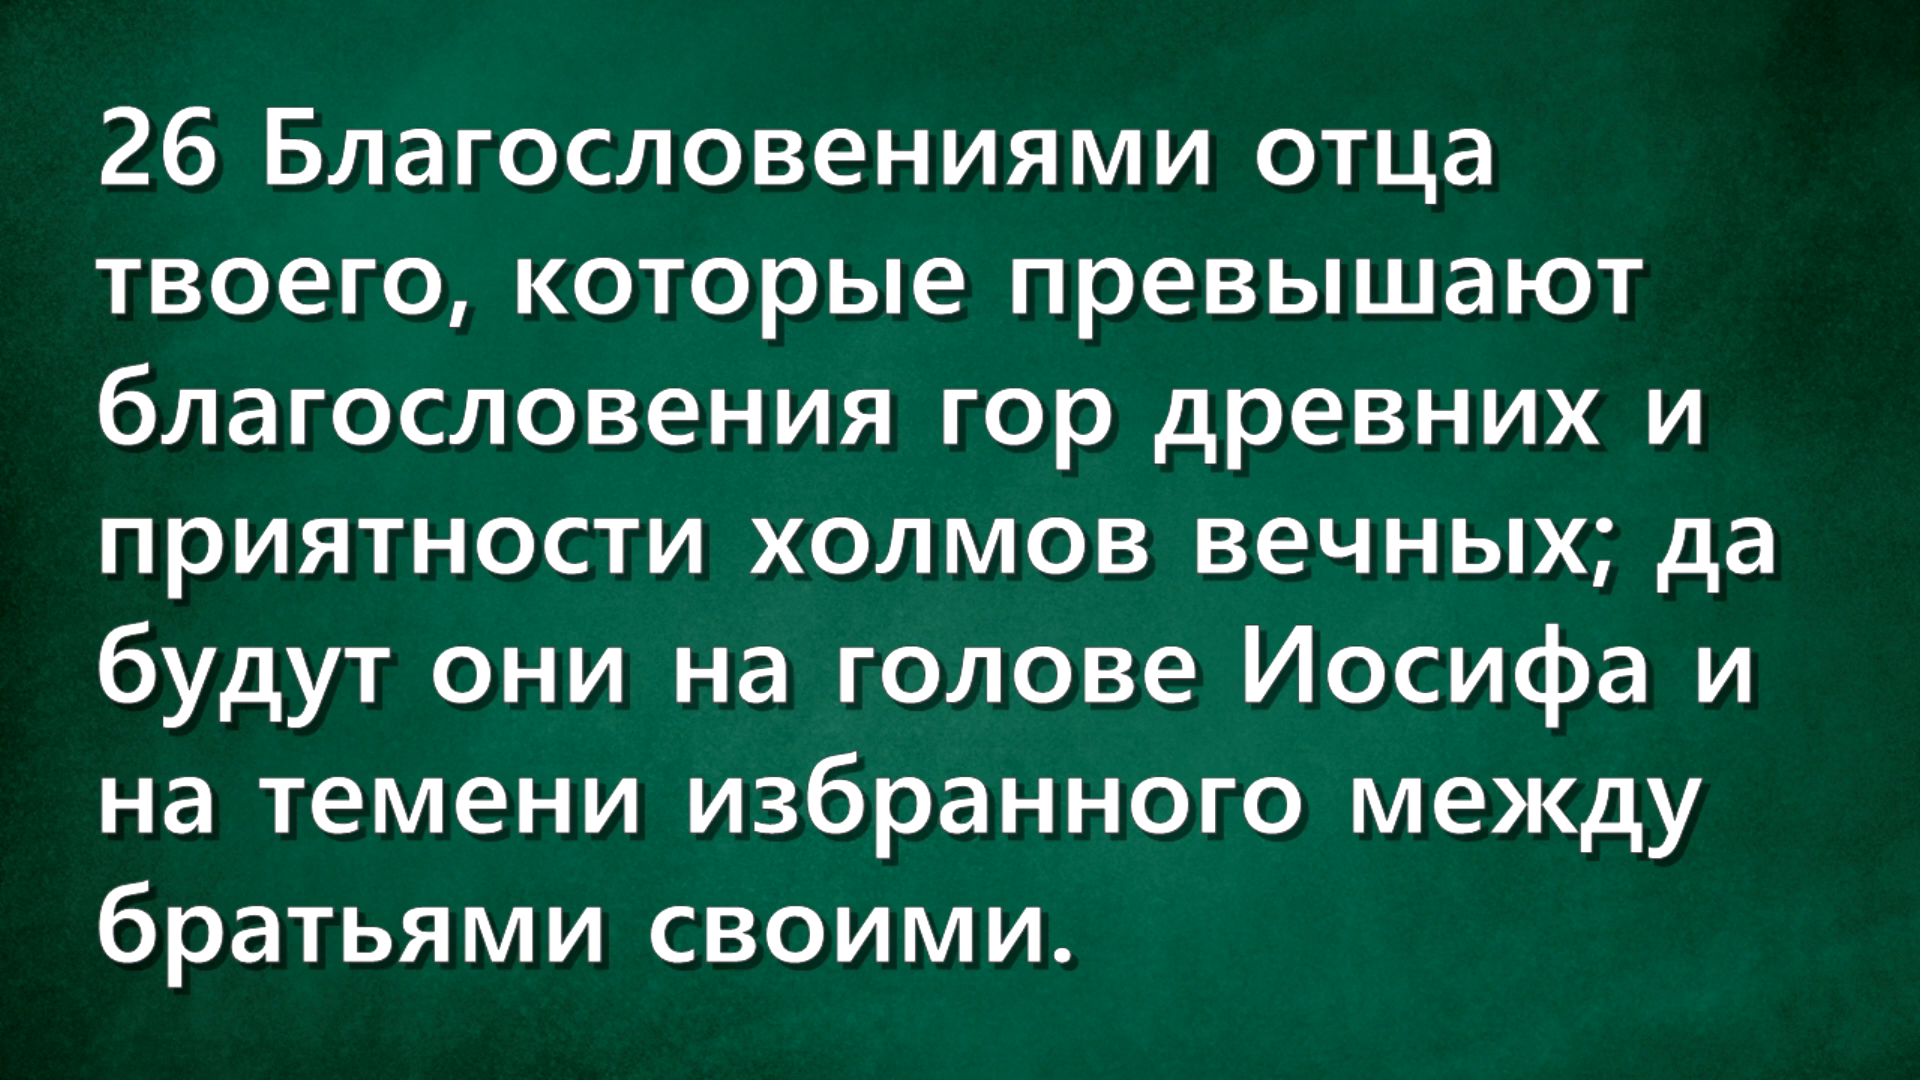 26 Благословениями отца
твоего, которые превышают
благословения гор древних и
приятности холмов вечных; да
будут они на голове Иосифа и
на темени избранного между
братьями своими.